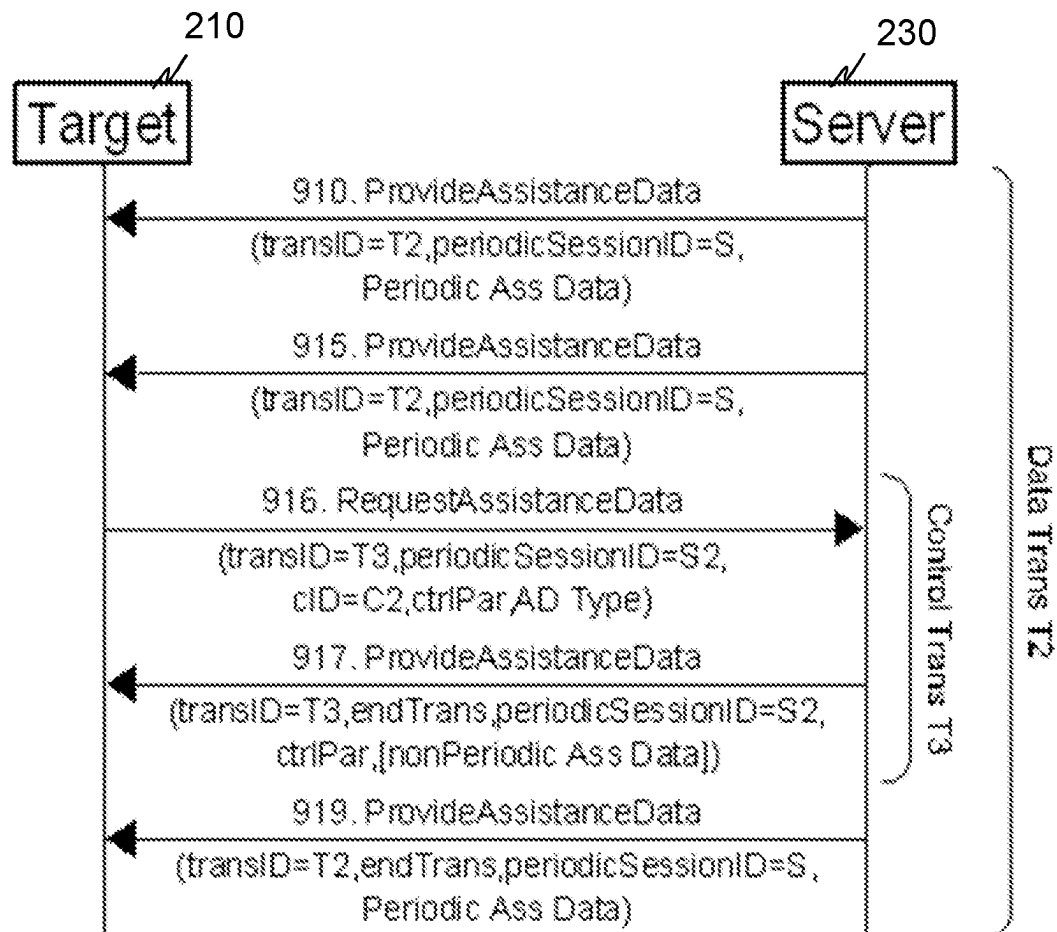 210
230
Target
Server
910. ProvideAssistanceData
(transID=T2,periodicSessionID=S,
Periodic Ass Data)
915. ProvideAssistanceData
(transID=T2,periodicSessionID=S,
Periodic Ass Data)
916. RequestAssistanceData
(transID=T3,periodicSessionID=S2,
cID=C2,ctrlPar,AD Type)
917. ProvideAssistanceData
(transID=T3,endTrans,periodicSessionID=S2,
ctrlPar,[nonPeriodic Ass Data])
919. ProvideAssistanceData
(transID=T2,endTrans,periodicSessionID=S,
Periodic Ass Data)
Control Trans T3
Data Trans T2